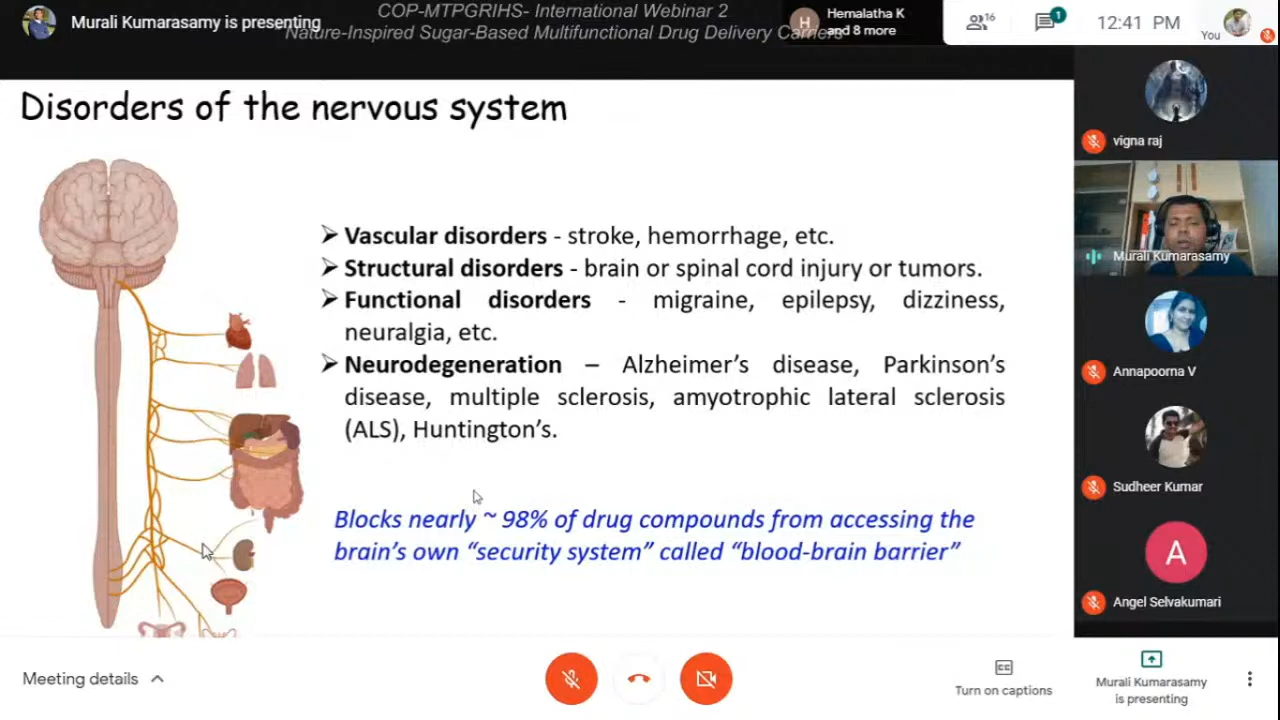 Murali Kumarasamy is presenting
COP-MTPGRIHS- International Webinar 2
Nature-Inspired Sugar-Based Multifunctional Drug Delivery Carriers
H
Hemalatha K
and 8 more
16
1
12:41 PM
You
Disorders of the nervous system
➢ Vascular disorders - stroke, hemorrhage, etc.
➢ Structural disorders - brain or spinal cord injury or tumors.
➢ Functional disorders - migraine, epilepsy, dizziness,
neuralgia, etc.
➢ Neurodegeneration – Alzheimer’s disease, Parkinson’s
disease, multiple sclerosis, amyotrophic lateral sclerosis
(ALS), Huntington’s.
Blocks nearly ~ 98% of drug compounds from accessing the
brain’s own “security system” called “blood-brain barrier”
vigna raj
Murali Kumarasamy
Annapoorna V
Sudheer Kumar
A
Angel Selvakumari
Meeting details
CC
Turn on captions
Murali Kumarasamy
is presenting